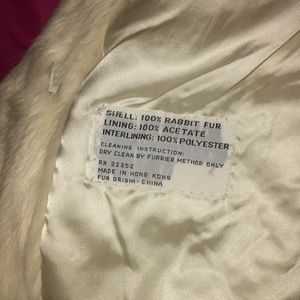 SHELL: 100% RABBIT FUR
LINING: 100% ACETATE
INTERLINING: 100% POLYESTER
CLEANING INSTRUCTION:
DRY CLEAN BY FURRIER METHOD ONLY
RN 22352
MADE IN HONG KONG
FUR ORIGIN-CHINA